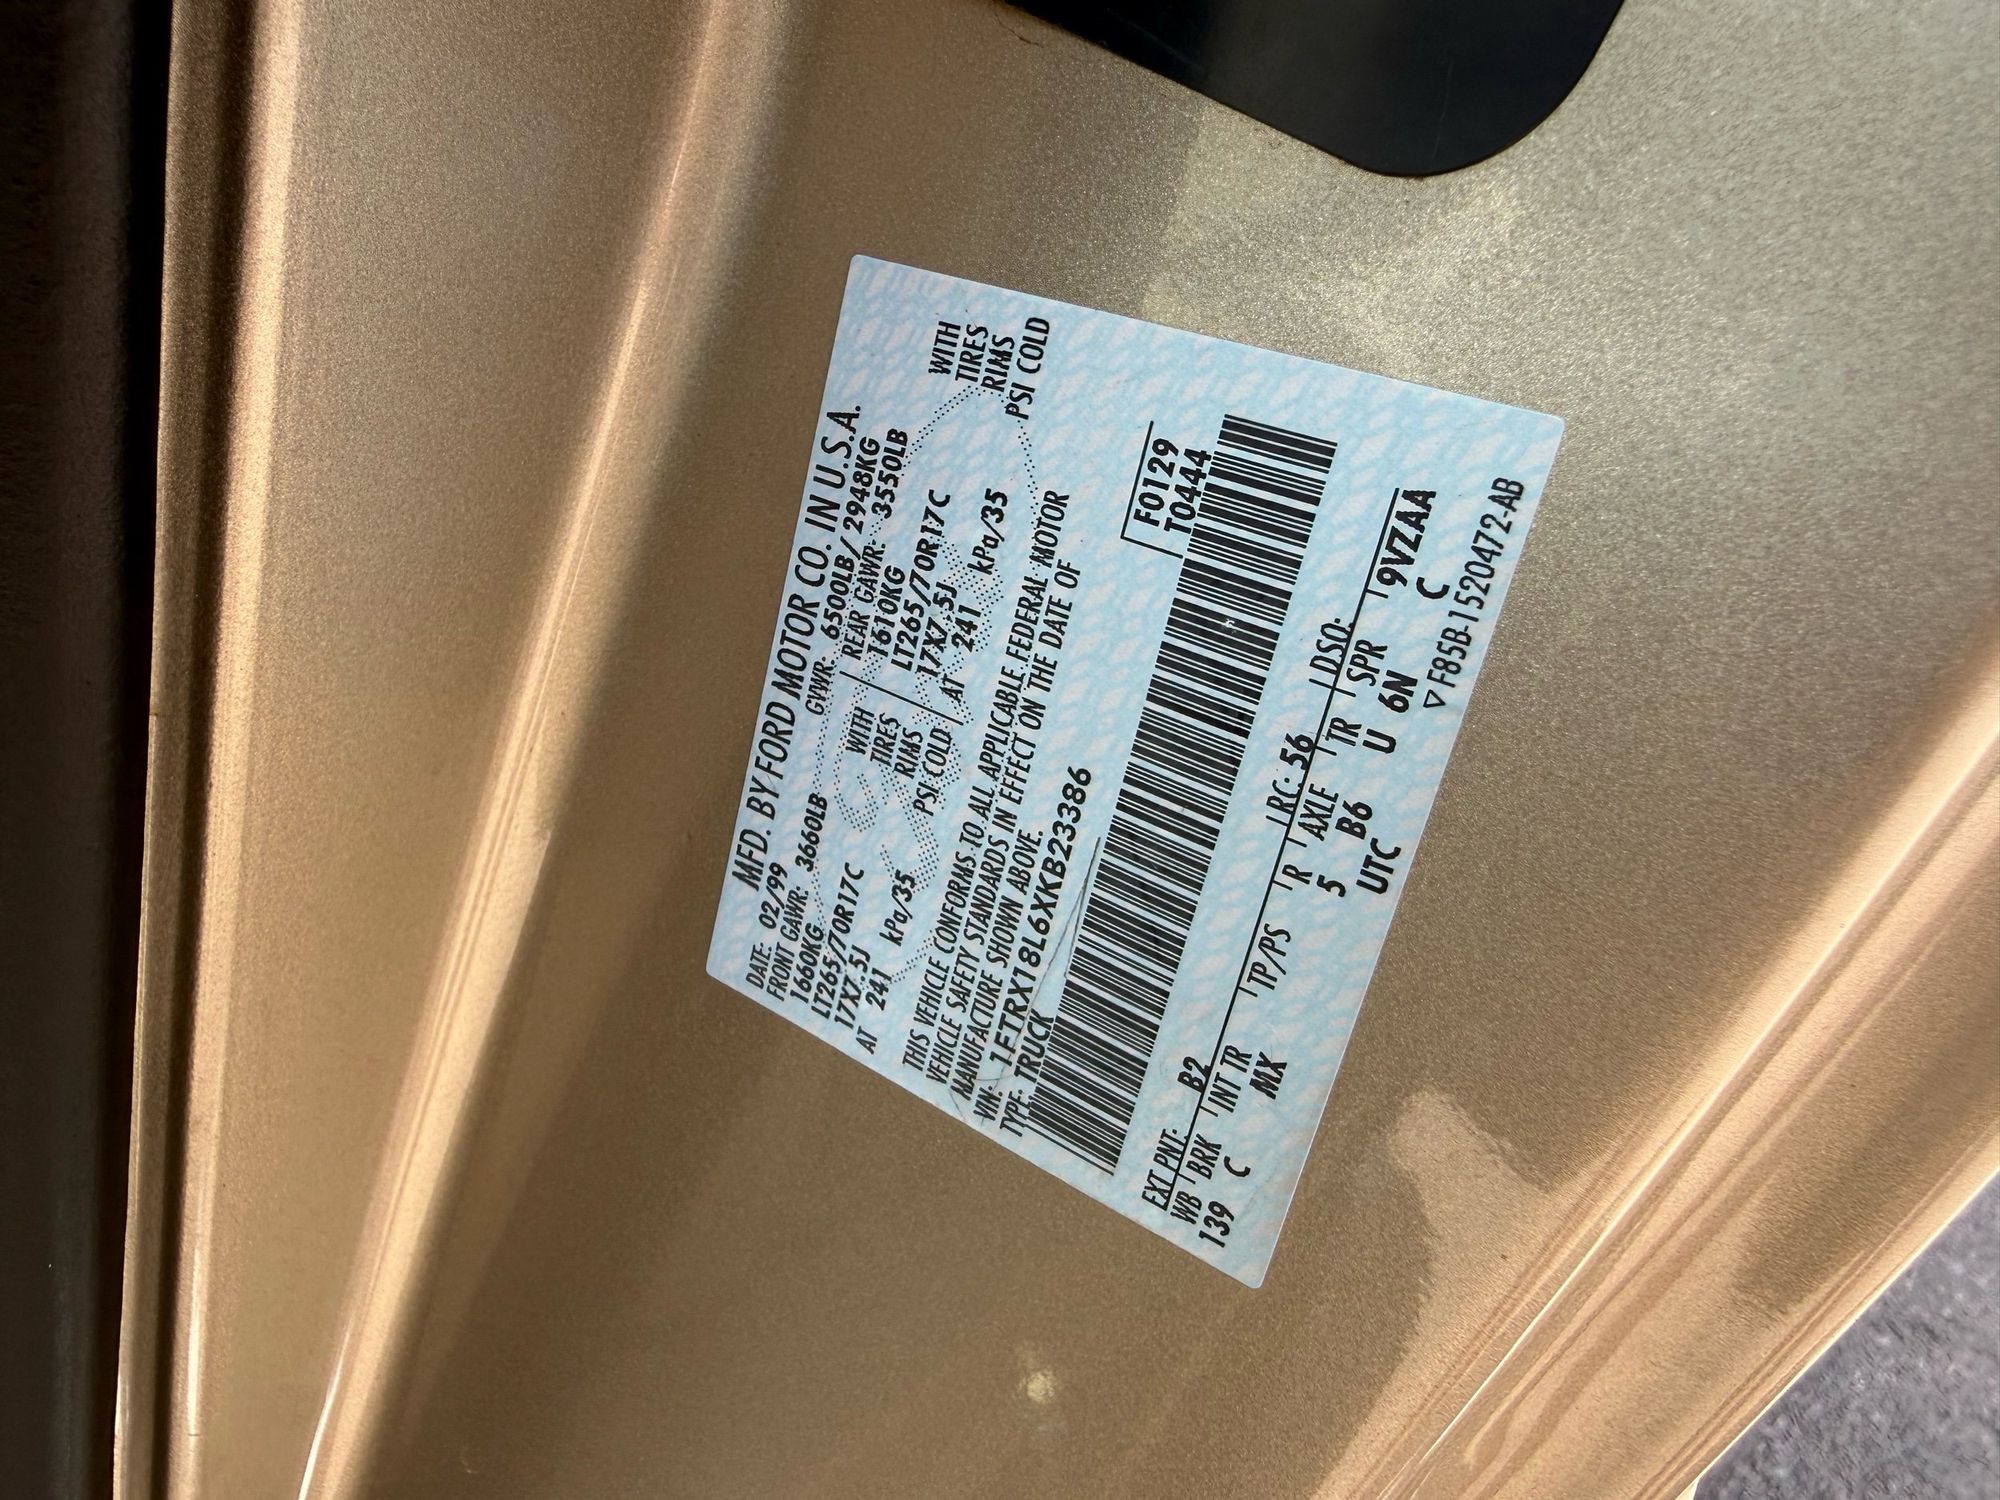 MFD. BY FORD MOTOR CO. IN U.S.A.
DATE: 02/99 GVWR: 6500LB/ 2948KG
FRONT GAWR: 3660LB REAR GAWR: 3550LB
1660KG WITH 1610KG WITH
LT265/70R17C TIRES LT265/70R17C TIRES
17X7.5J RIMS 17X7.5J RIMS
AT 241 kPa/35 PSI COLD AT 241 kPa/35 PSI COLD
THIS VEHICLE CONFORMS TO ALL APPLICABLE FEDERAL MOTOR
VEHICLE SAFETY STANDARDS IN EFFECT ON THE DATE OF
MANUFACTURE SHOWN ABOVE.
VIN: 1FTRX18L6XKB23386 F0129
TYPE: TRUCK T0444
EXT PNT: B2 RC: 56 DSO:
WB BRK INT TR TP/PS R AXLE TR SPR 9VZAA
139 C MX 5 B6 U 6N C
UTC ▽ F85B-1520472-AB